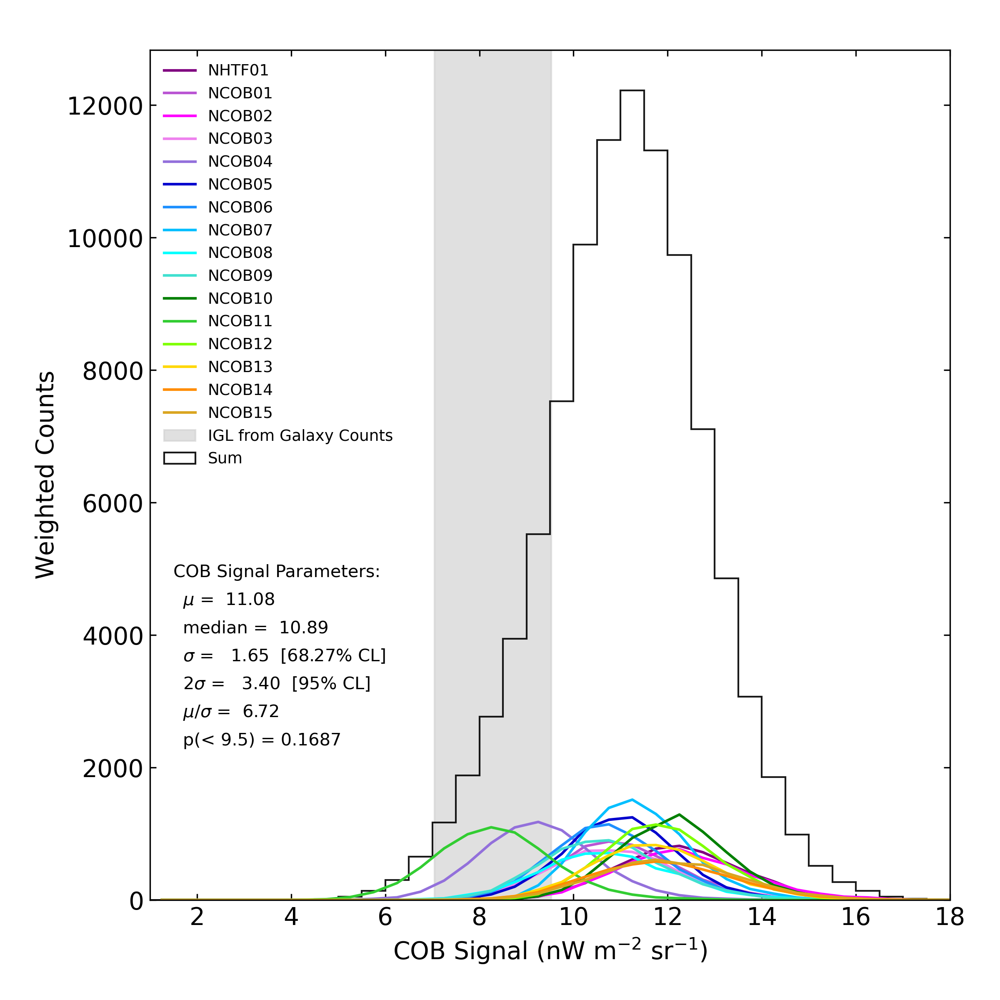 NHTF01
NCOB01
NCOB02
NCOB03
NCOB04
NCOB05
NCOB06
NCOB07
NCOB08
NCOB09
NCOB10
NCOB11
NCOB12
NCOB13
NCOB14
NCOB15
IGL from Galaxy Counts
Sum
COB Signal Parameters:
μ = 11.08
median = 10.89
σ = 1.65 [68.27% CL]
2σ = 3.40 [95% CL]
μ/σ = 6.72
p(< 9.5) = 0.1687
12000
10000
8000
6000
4000
2000
0
Weighted Counts
2 4 6 8 10 12 14 16 18
COB Signal (nW m⁻² sr⁻¹)